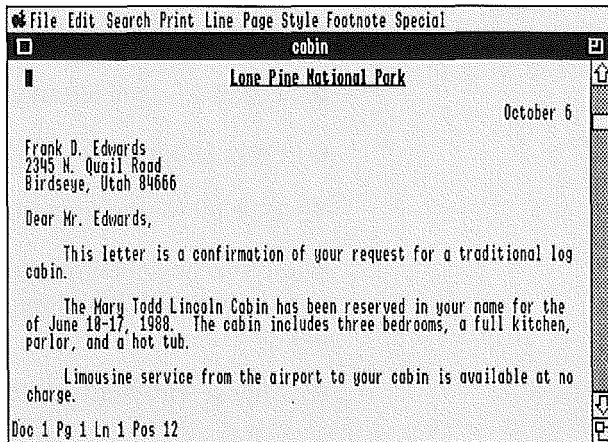 File Edit Search Print Line Page Style Footnote Special
cabin
Lone Pine National Park
October 6
Frank D. Edwards
2345 N. Quail Road
Birdseye, Utah 84666
Dear Mr. Edwards,
This letter is a confirmation of your request for a traditional log
cabin.
The Mary Todd Lincoln Cabin has been reserved in your name for the
of June 10-17, 1988. The cabin includes three bedrooms, a full kitchen,
parlor, and a hot tub.
Limousine service from the airport to your cabin is available at no
charge.
Doc 1 Pg 1 Ln 1 Pos 12